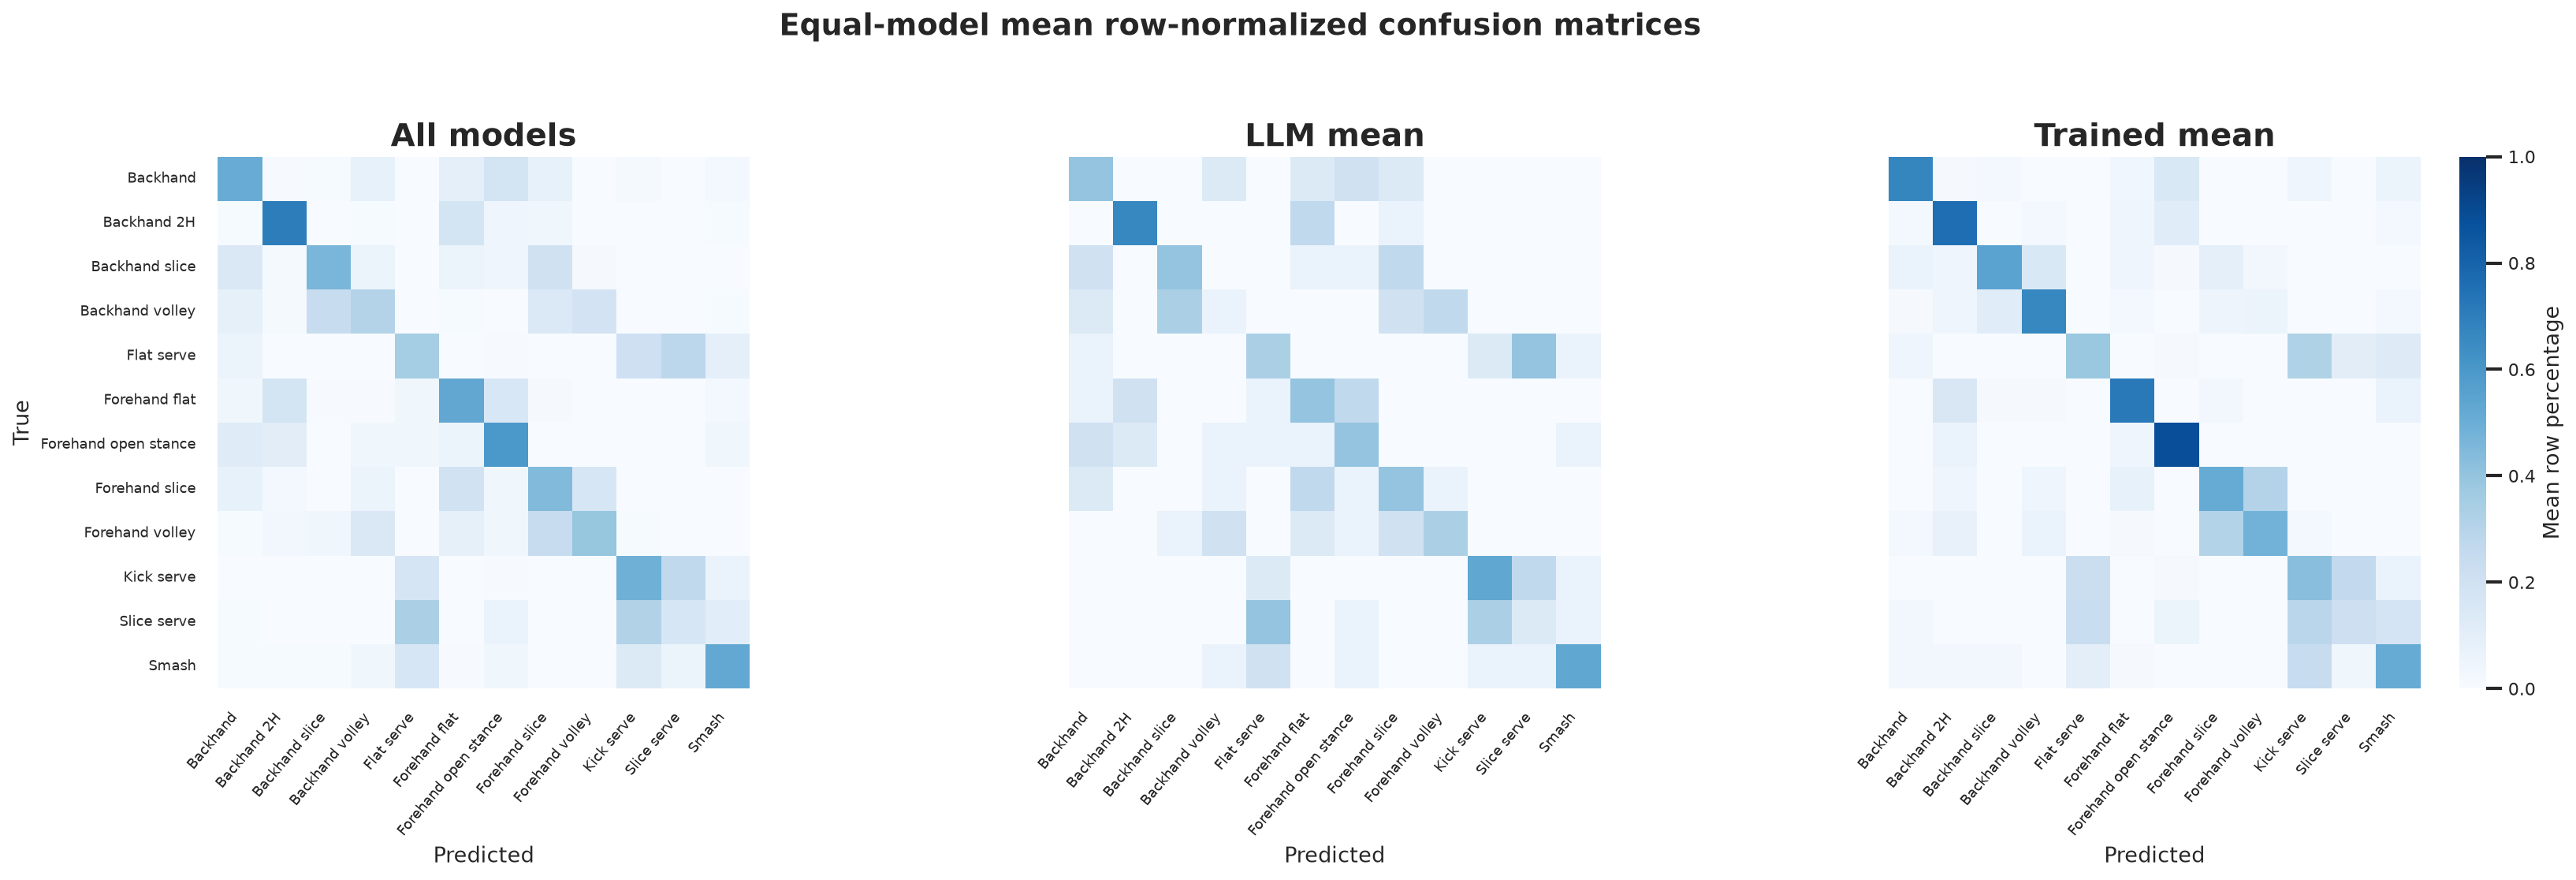 Equal-model mean row-normalized confusion matrices
All models
LLM mean
Trained mean
True
Backhand
Backhand 2H
Backhand slice
Backhand volley
Flat serve
Forehand flat
Forehand open stance
Forehand slice
Forehand volley
Kick serve
Slice serve
Smash
Backhand
Backhand 2H
Backhand slice
Backhand volley
Flat serve
Forehand flat
Forehand open stance
Forehand slice
Forehand volley
Kick serve
Slice serve
Smash
Predicted
Backhand
Backhand 2H
Backhand slice
Backhand volley
Flat serve
Forehand flat
Forehand open stance
Forehand slice
Forehand volley
Kick serve
Slice serve
Smash
Predicted
Backhand
Backhand 2H
Backhand slice
Backhand volley
Flat serve
Forehand flat
Forehand open stance
Forehand slice
Forehand volley
Kick serve
Slice serve
Smash
Predicted
1.0
0.8
0.6
0.4
0.2
0.0
Mean row percentage